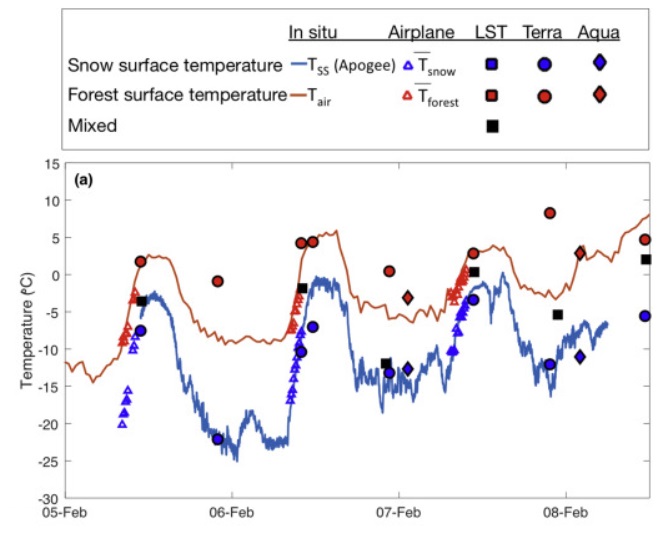 In situ Airplane LST Terra Aqua
Snow surface temperature T_SS (Apogee) T̅_snow
Forest surface temperature T_air T̅_forest
Mixed
(a)
15
10
5
0
-5
-10
-15
-20
-25
-30
Temperature (°C)
05-Feb 06-Feb 07-Feb 08-Feb